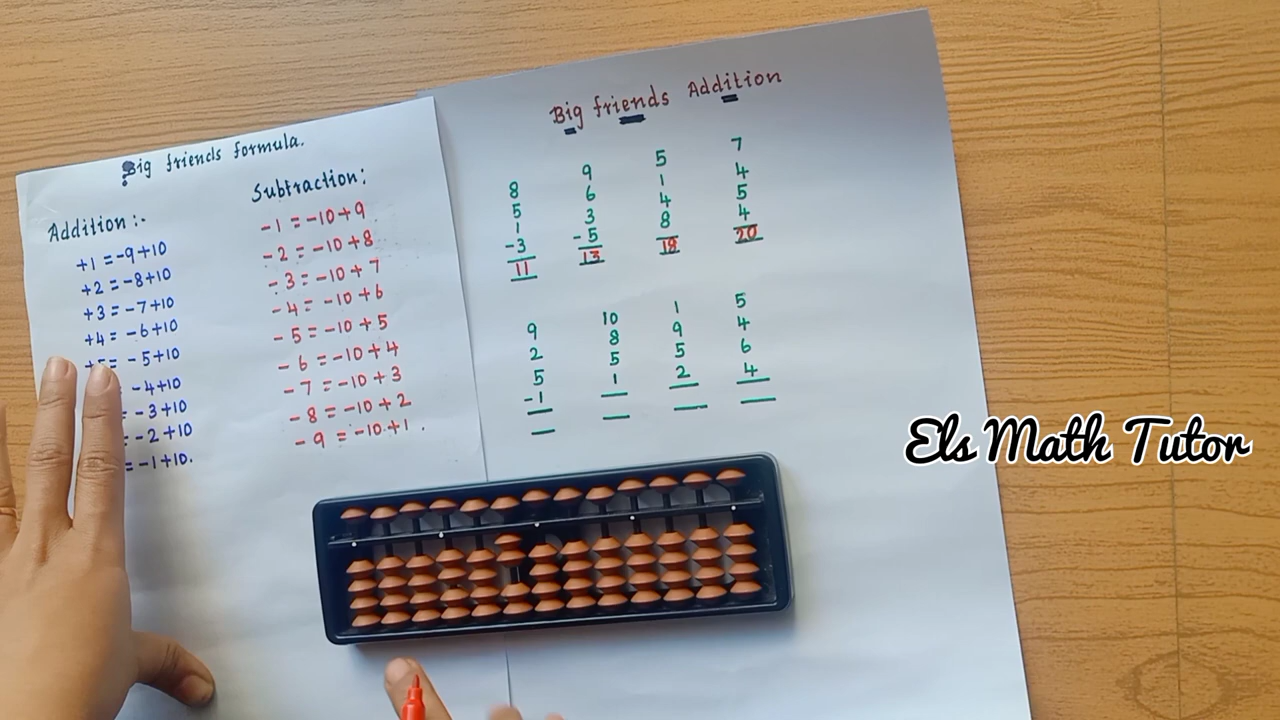 Big friends formula.
Addition :-
+1 = -9+10
+2 = -8+10
+3 = -7+10
+4 = -6+10
+5 = -5+10
-4+10
= -3+10
= -2+10
= -1+10.
Subtraction:
-1 = -10+9
-2 = -10+8
-3 = -10+7
-4 = -10+6
-5 = -10+5
-6 = -10+4
-7 = -10+3
-8 = -10+2
-9 = -10+1.
Big friends Addition
8
5
1
-3
11
9
6
3
-5
13
5
1
4
8
18
7
4
5
4
20
9
2
5
-1
10
8
5
1
1
9
5
2
5
4
6
4
Els Math Tutor